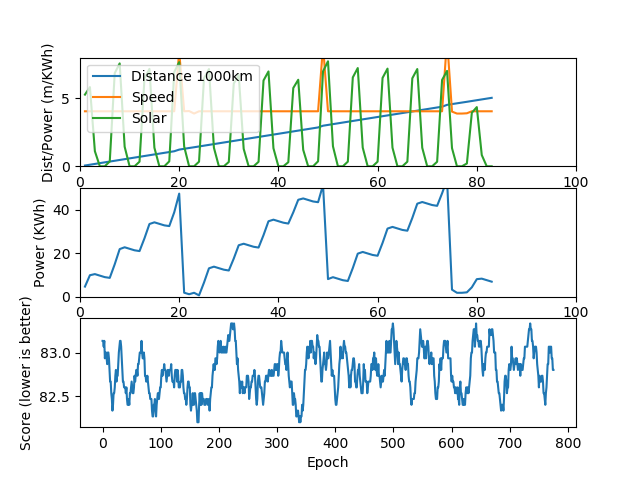 Dist/Power (m/KWh)
5
0
Distance 1000km
Speed
Solar
0 20 40 60 80 100
Power (KWh)
40
20
0
0 20 40 60 80 100
Score (lower is better)
83.0
82.5
0 100 200 300 400 500 600 700 800
Epoch